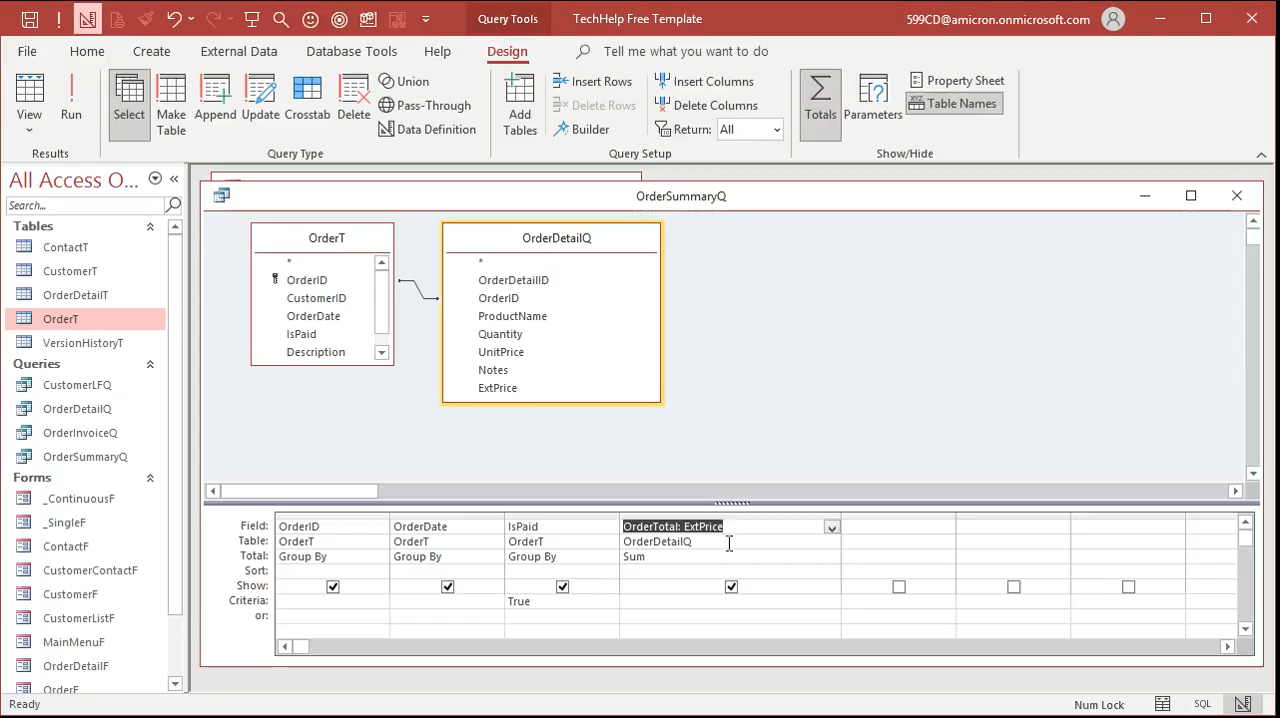 Query Tools
TechHelp Free Template
599CD@amicron.onmicrosoft.com
File
Home
Create
External Data
Database Tools
Help
Design
Tell me what you want to do
View
Run
Results
Select
Make Table
Append
Update
Crosstab
Delete
Union
Pass-Through
Data Definition
Query Type
Add Tables
Insert Rows
Delete Rows
Builder
Insert Columns
Delete Columns
Return: All
Query Setup
Totals
Parameters
Property Sheet
XYZ Table Names
Show/Hide
All Access O...
Search...
Tables
ContactT
CustomerT
OrderDetailT
OrderT
VersionHistoryT
Queries
CustomerLFQ
OrderDetailQ
OrderInvoiceQ
OrderSummaryQ
Forms
_ContinuousF
_SingleF
ContactF
CustomerContactF
CustomerF
CustomerListF
MainMenuF
OrderDetailF
OrderF
OrderSummaryQ
OrderT
*
OrderID
CustomerID
OrderDate
IsPaid
Description
OrderDetailQ
*
OrderDetailID
OrderID
ProductName
Quantity
UnitPrice
Notes
ExtPrice
Field: OrderID OrderDate IsPaid OrderTotal: ExtPrice
Table: OrderT OrderT OrderT OrderDetailQ
Total: Group By Group By Group By Sum
Sort:
Show:
Criteria: True
or:
Ready
Num Lock
SQL